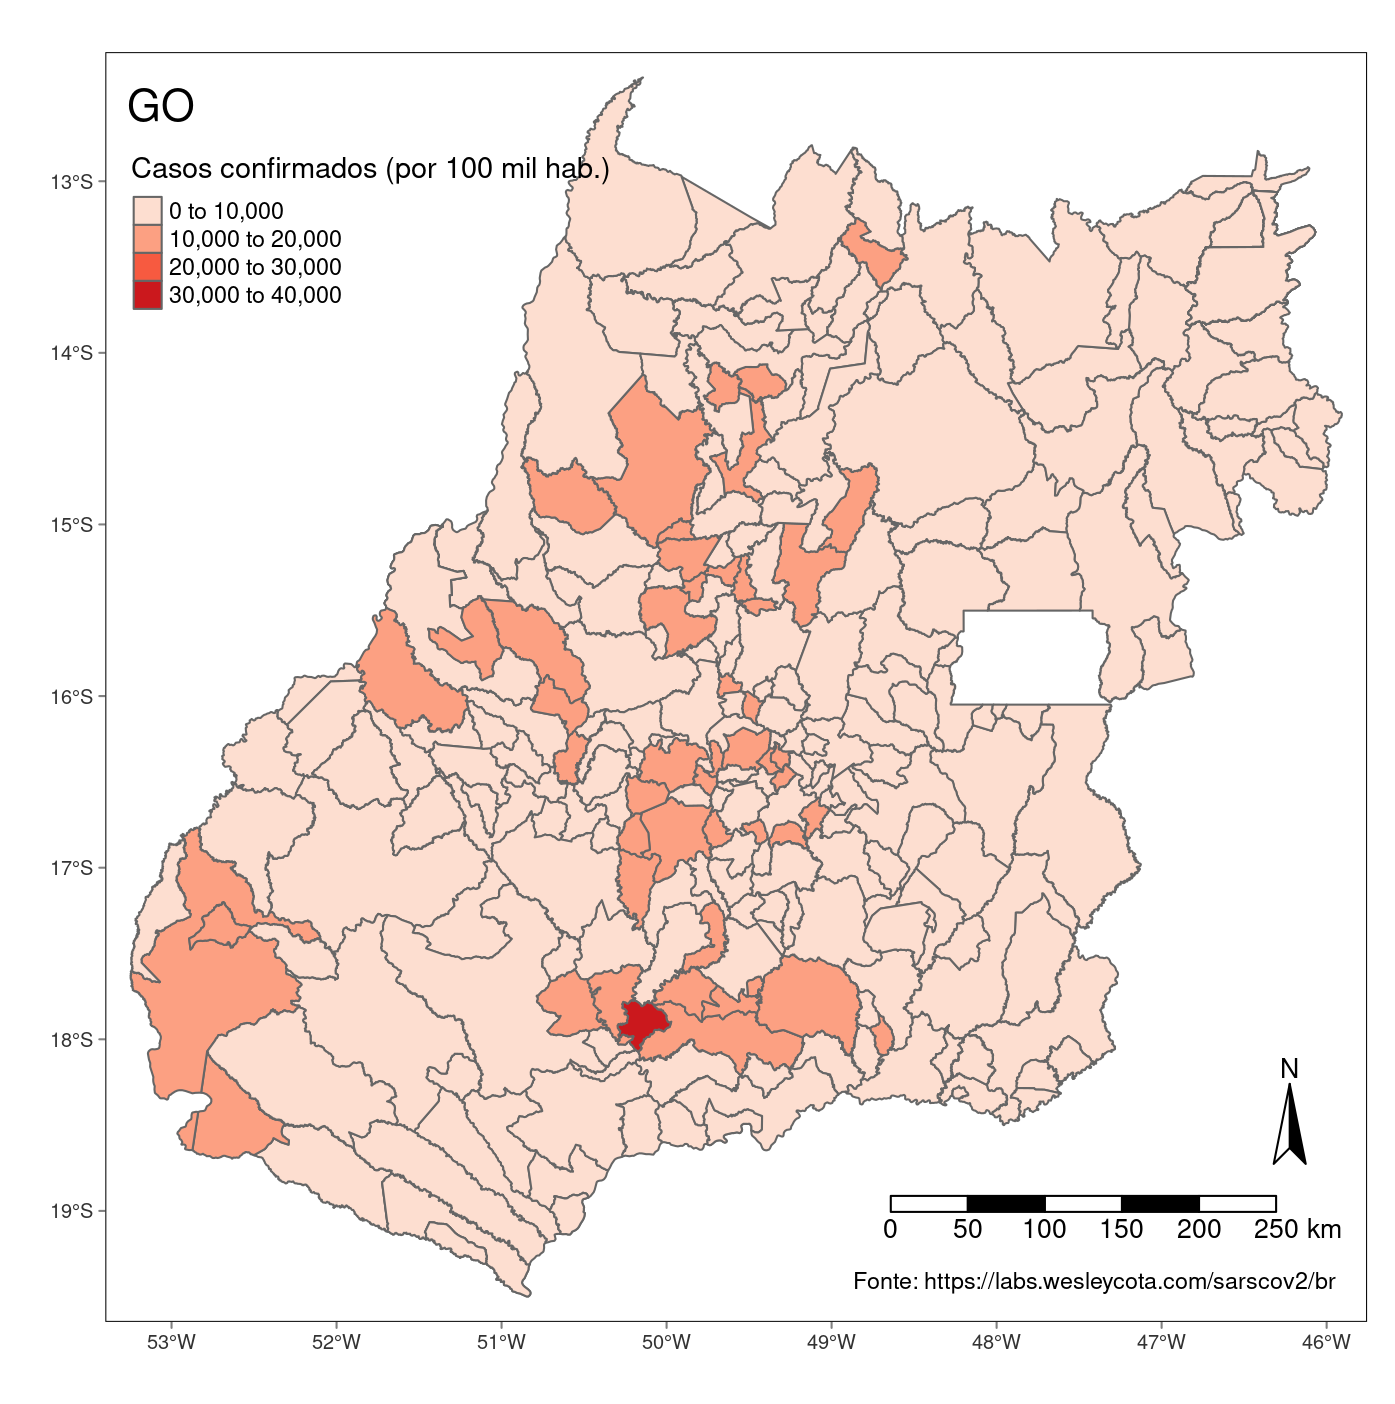 GO
Casos confirmados (por 100 mil hab.)
0 to 10,000
10,000 to 20,000
20,000 to 30,000
30,000 to 40,000
13°S
14°S
15°S
16°S
17°S
18°S
19°S
N
0 50 100 150 200 250 km
Fonte: https://labs.wesleycota.com/sarscov2/br
53°W 52°W 51°W 50°W 49°W 48°W 47°W 46°W